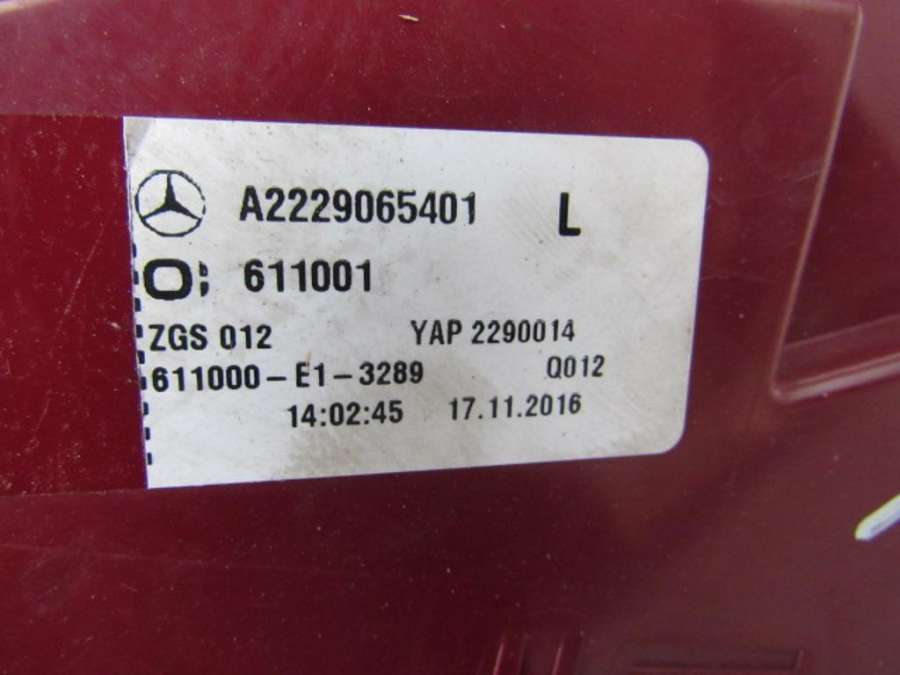 A2229065401 L
611001
ZGS 012 YAP 2290014
611000-E1-3289 Q012
14:02:45 17.11.2016